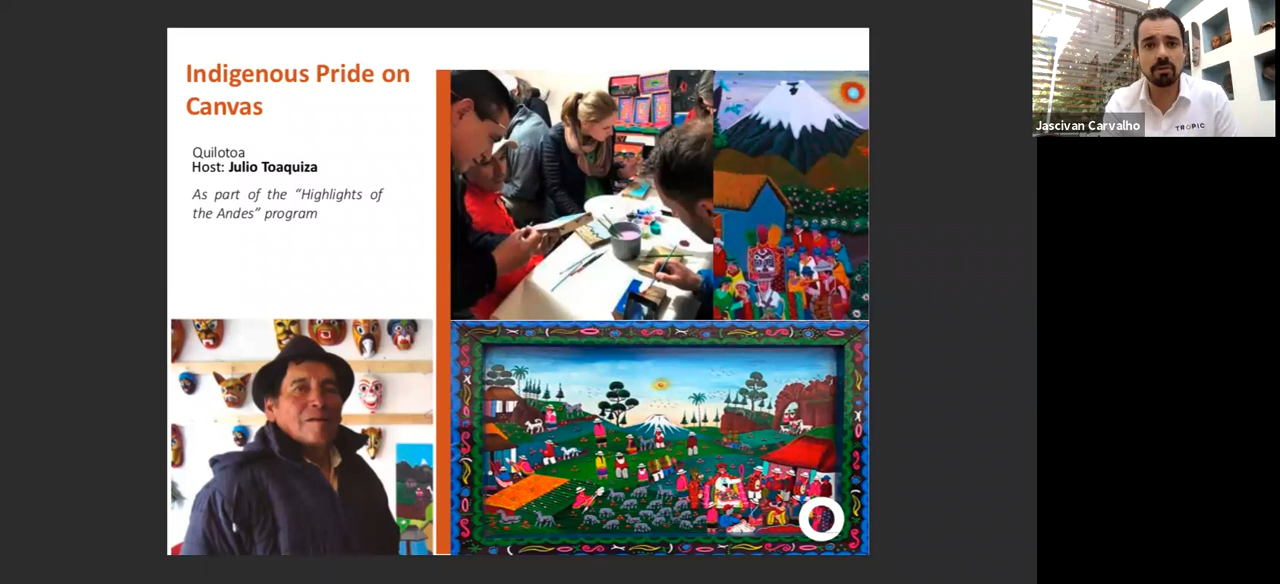 Indigenous Pride on
Canvas
Quilotoa
Host: Julio Toaquiza
As part of the “Highlights of
the Andes” program
Jascivan Carvalho
TROPIC